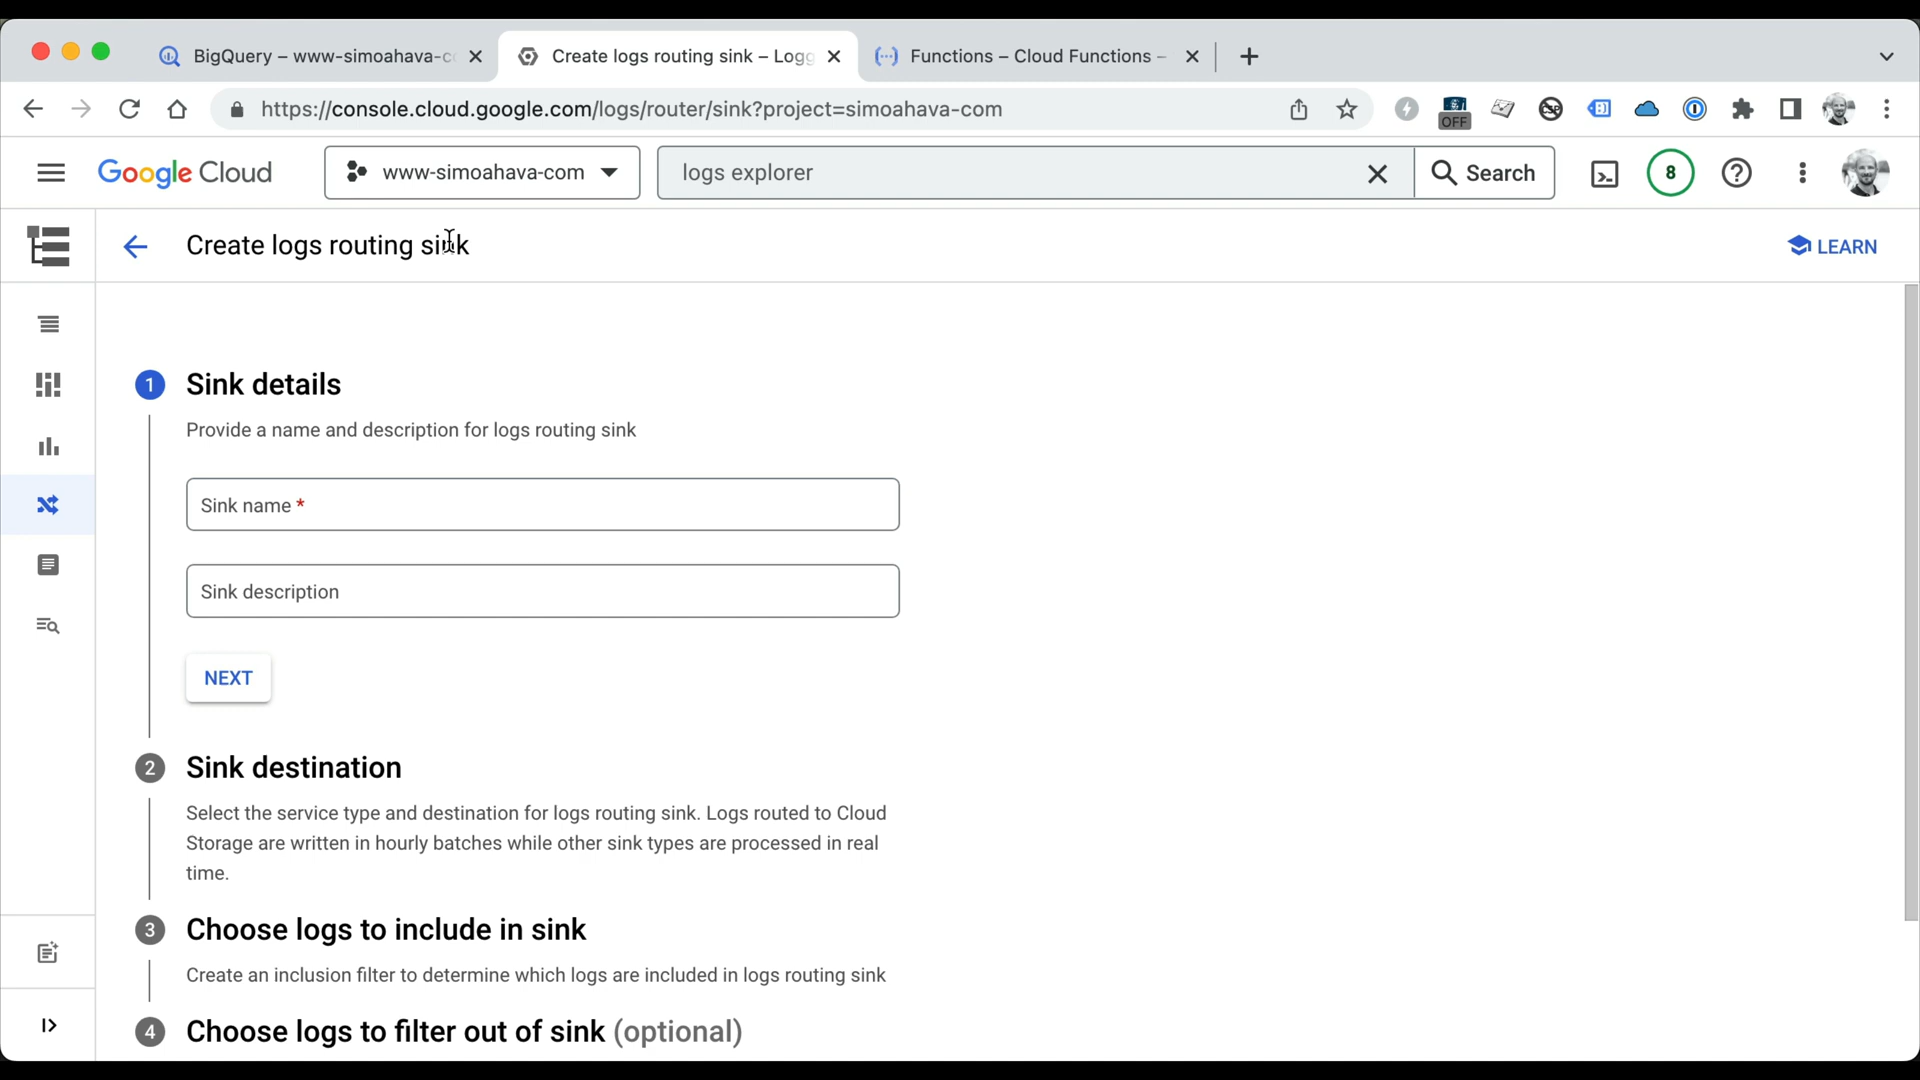 BigQuery – www-simoahava-c
Create logs routing sink – Logg
Functions – Cloud Functions –
https://console.cloud.google.com/logs/router/sink?project=simoahava-com
OFF
Google Cloud
www-simoahava-com
logs explorer
Search
8
Create logs routing sink
LEARN
1 Sink details
Provide a name and description for logs routing sink
Sink name *
Sink description
NEXT
2 Sink destination
Select the service type and destination for logs routing sink. Logs routed to Cloud
Storage are written in hourly batches while other sink types are processed in real
time.
3 Choose logs to include in sink
Create an inclusion filter to determine which logs are included in logs routing sink
4 Choose logs to filter out of sink (optional)